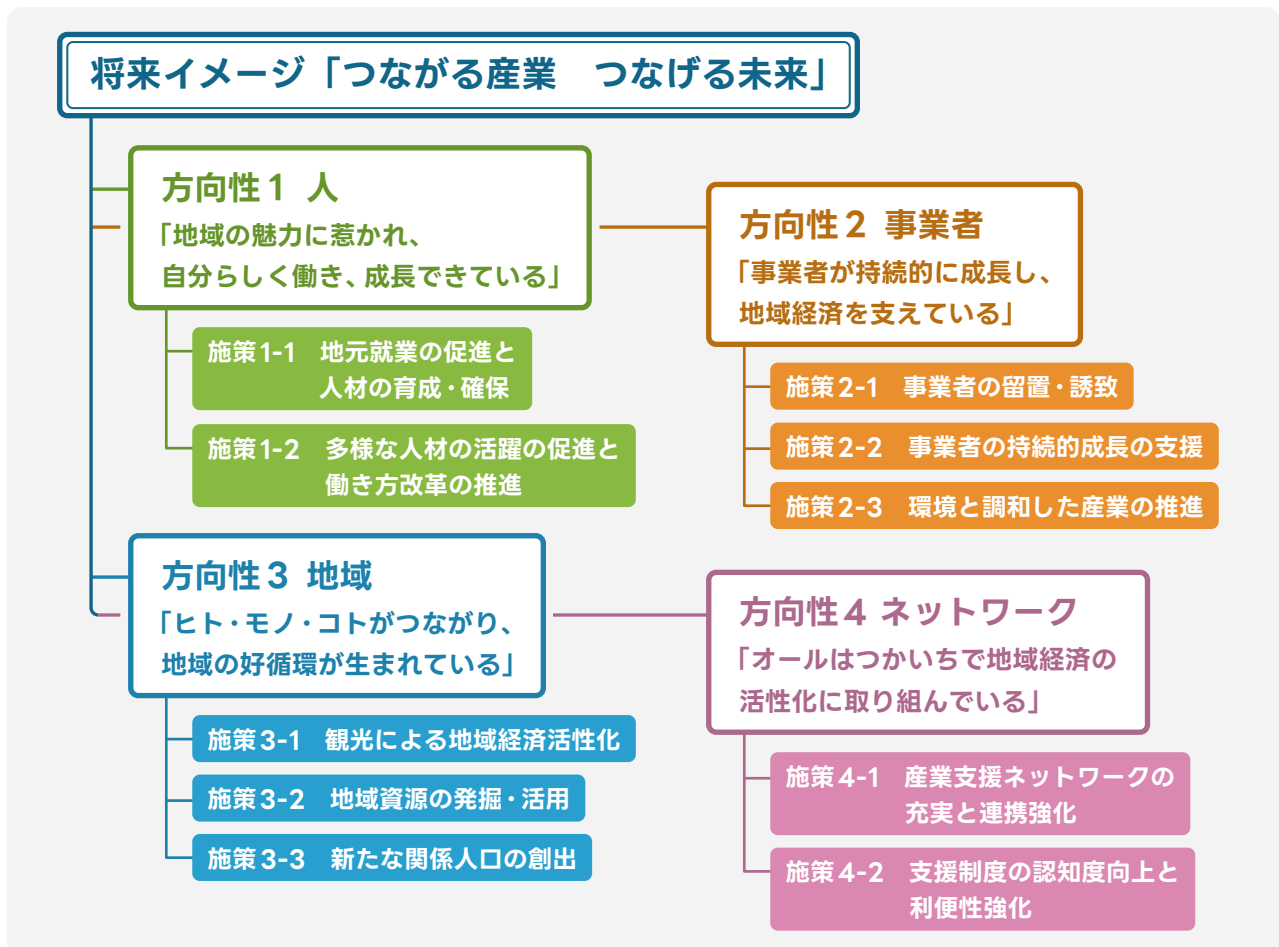 将来イメージ「つながる産業　つなげる未来」
方向性1 人
「地域の魅力に惹かれ、
自分らしく働き、成長できている」
施策1-1　地元就業の促進と
人材の育成・確保
施策1-2　多様な人材の活躍の促進と
働き方改革の推進
方向性2 事業者
「事業者が持続的に成長し、
地域経済を支えている」
施策2-1　事業者の留置・誘致
施策2-2　事業者の持続的成長の支援
施策2-3　環境と調和した産業の推進
方向性3 地域
「ヒト・モノ・コトがつながり、
地域の好循環が生まれている」
施策3-1　観光による地域経済活性化
施策3-2　地域資源の発掘・活用
施策3-3　新たな関係人口の創出
方向性4 ネットワーク
「オールはつかいちで地域経済の
活性化に取り組んでいる」
施策4-1　産業支援ネットワークの
充実と連携強化
施策4-2　支援制度の認知度向上と
利便性強化